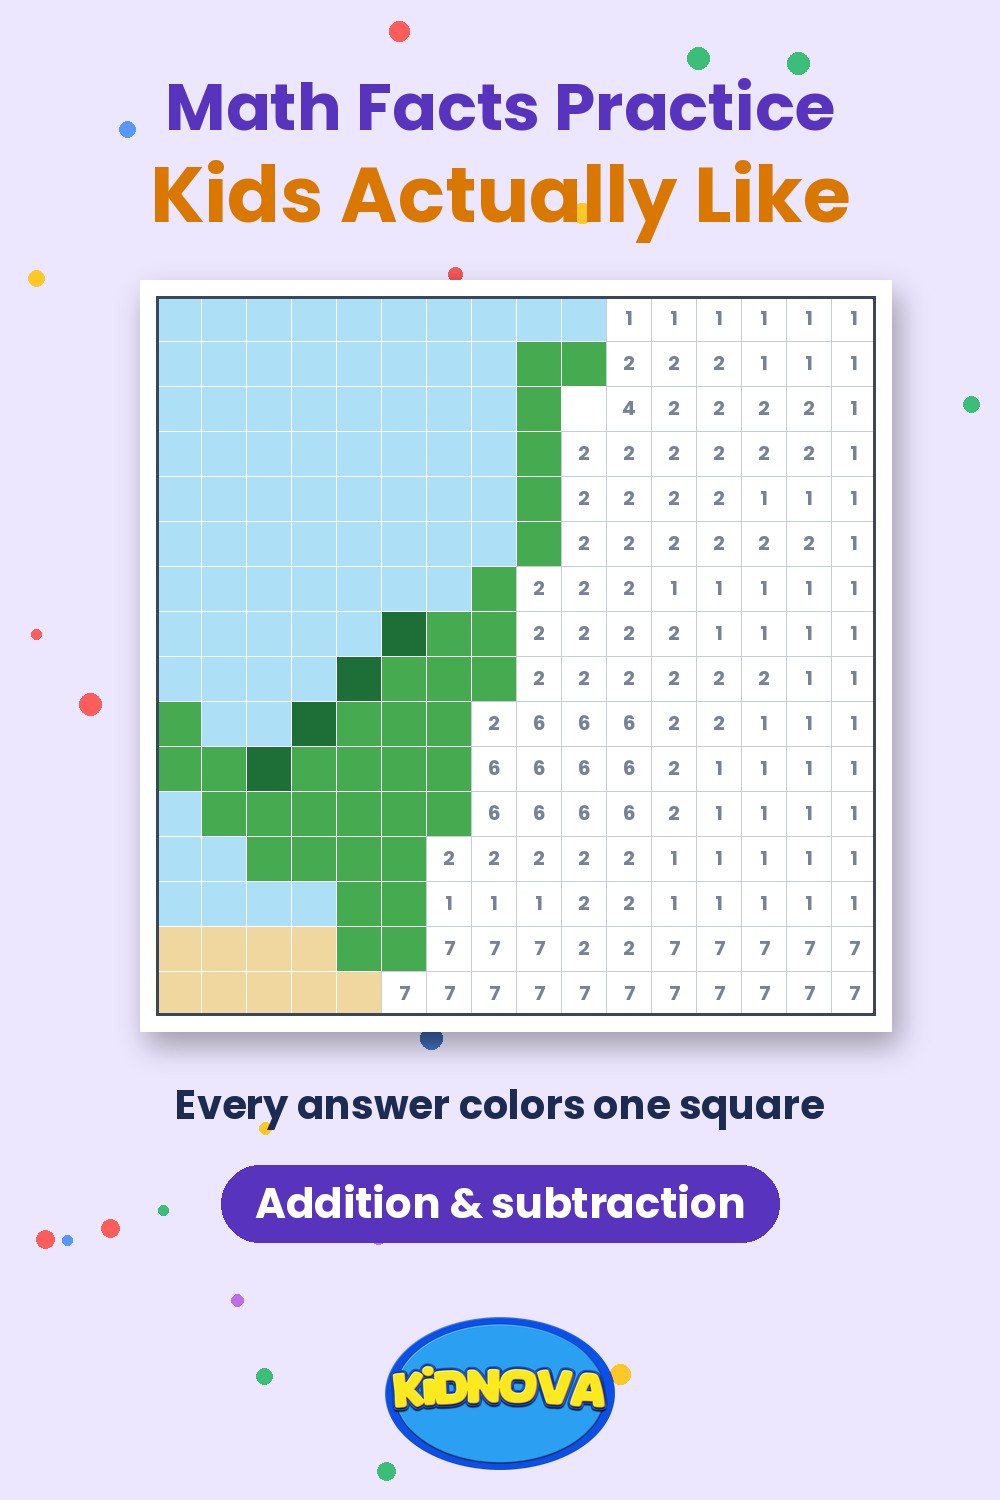 Math Facts Practice
Kids Actually Like
1 1 1 1 1 1
2 2 2 1 1 1
4 2 2 2 2 1
2 2 2 2 2 2 1
2 2 2 2 1 1 1
2 2 2 2 2 2 1
2 2 2 1 1 1 1 1
2 2 2 2 1 1 1 1
2 2 2 2 2 2 1 1
2 6 6 6 2 2 1 1 1
6 6 6 6 2 1 1 1 1
6 6 6 6 2 1 1 1 1
2 2 2 2 2 1 1 1 1 1
1 1 1 2 2 1 1 1 1 1
7 7 7 2 2 7 7 7 7 7
7 7 7 7 7 7 7 7 7 7 7
Every answer colors one square
Addition & subtraction
KiDNOVA